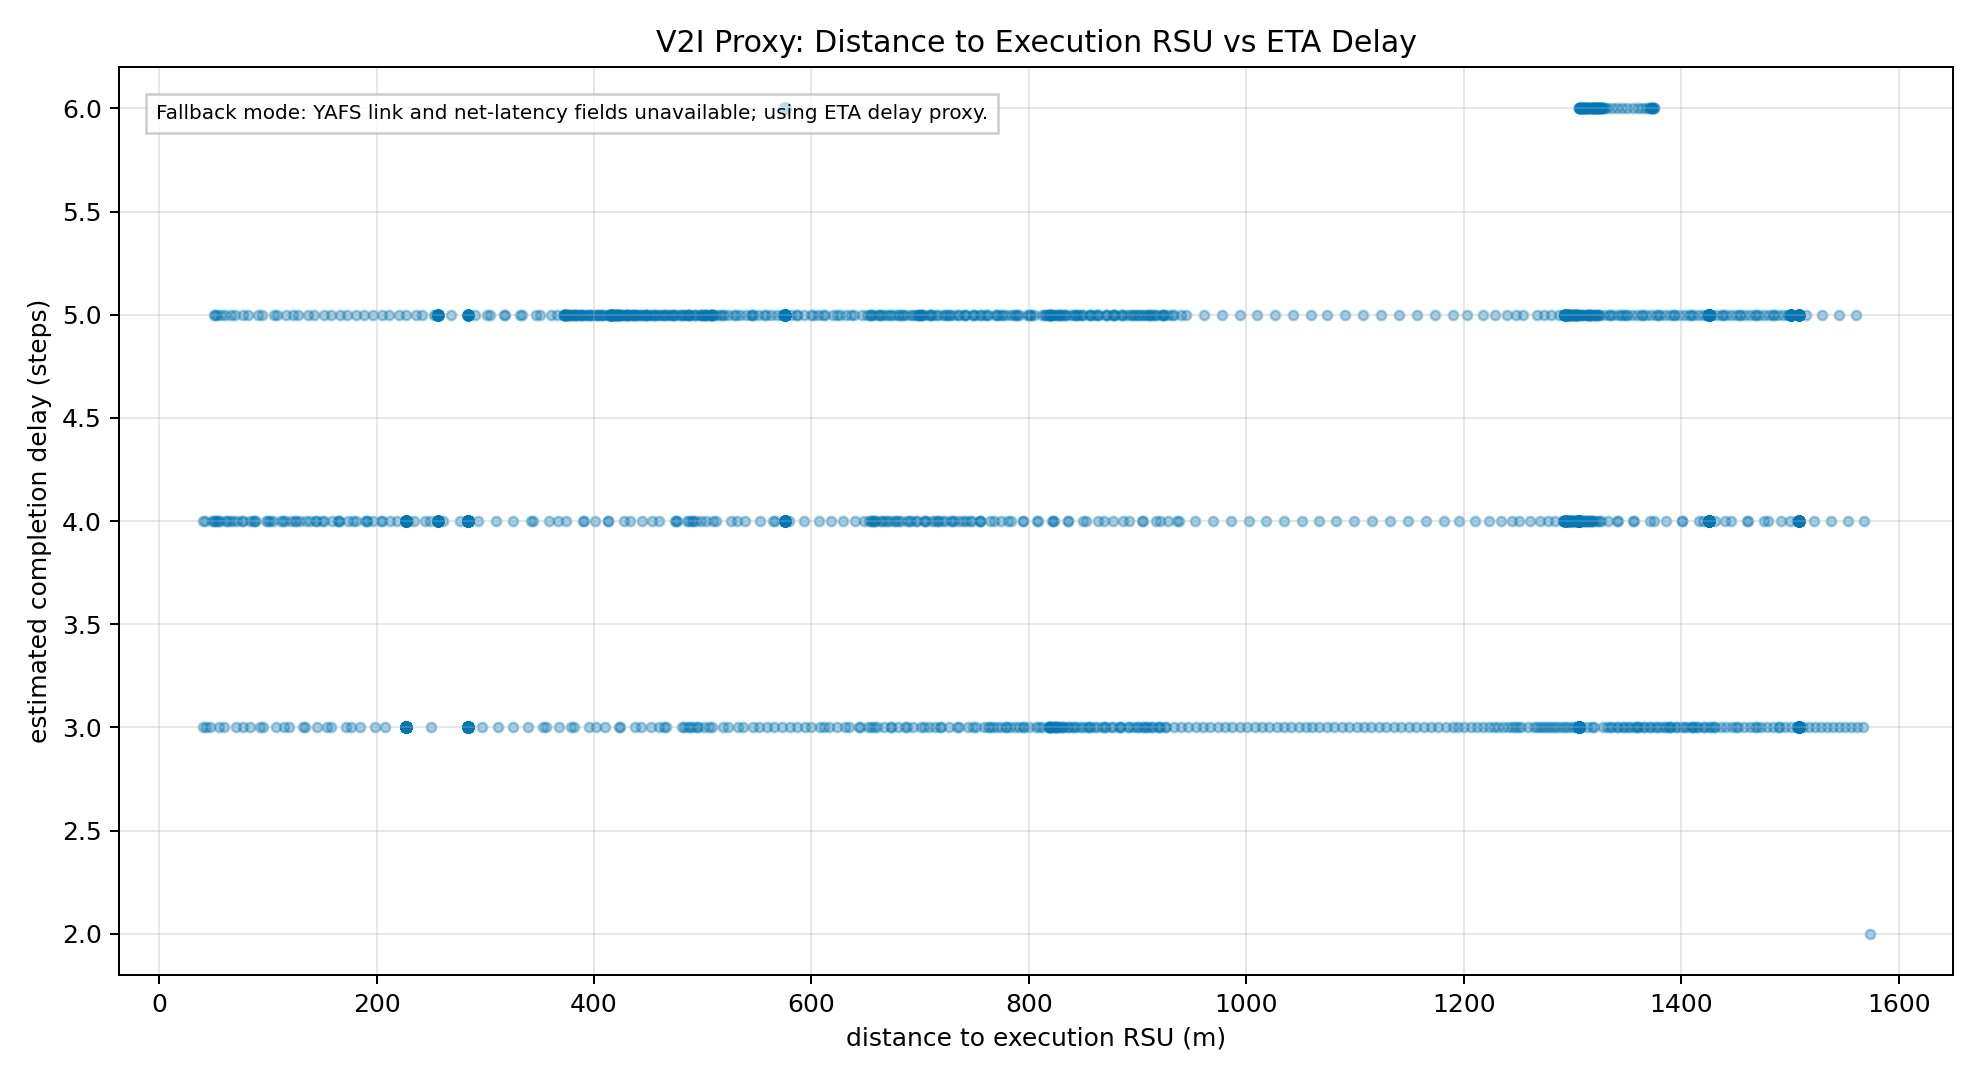 V2I Proxy: Distance to Execution RSU vs ETA Delay
Fallback mode: YAFS link and net-latency fields unavailable; using ETA delay proxy.
6.0
5.5
5.0
4.5
4.0
3.5
3.0
2.5
2.0
estimated completion delay (steps)
0 200 400 600 800 1000 1200 1400 1600
distance to execution RSU (m)